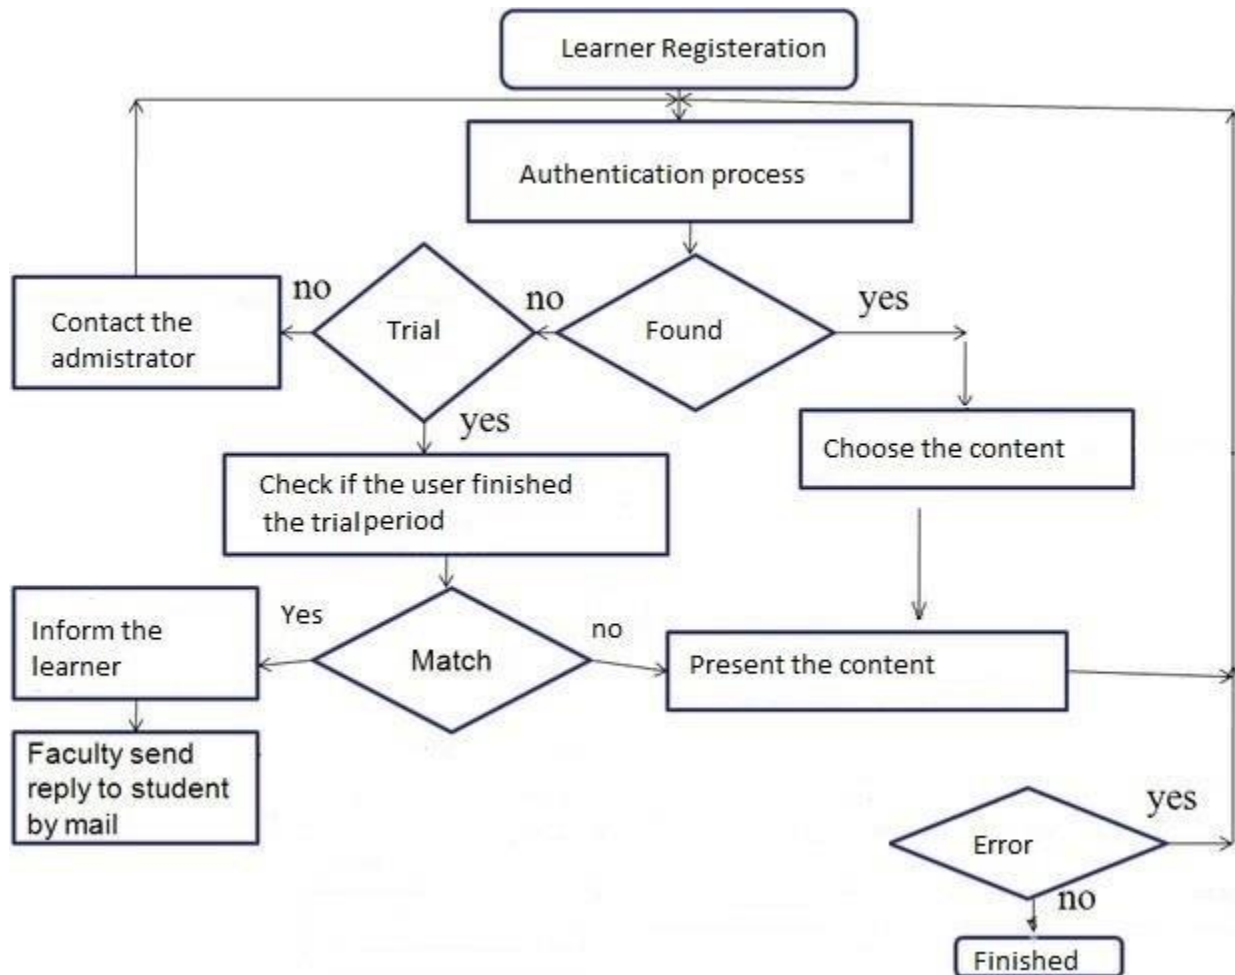 Learner Registeration
Authentication process
no
no
yes
Contact the
admistrator
Trial
Found
yes
Choose the content
Check if the user finished
the trial period
Yes
no
Inform the
learner
Match
Present the content
Faculty send
reply to student
by mail
yes
Error
no
Finished